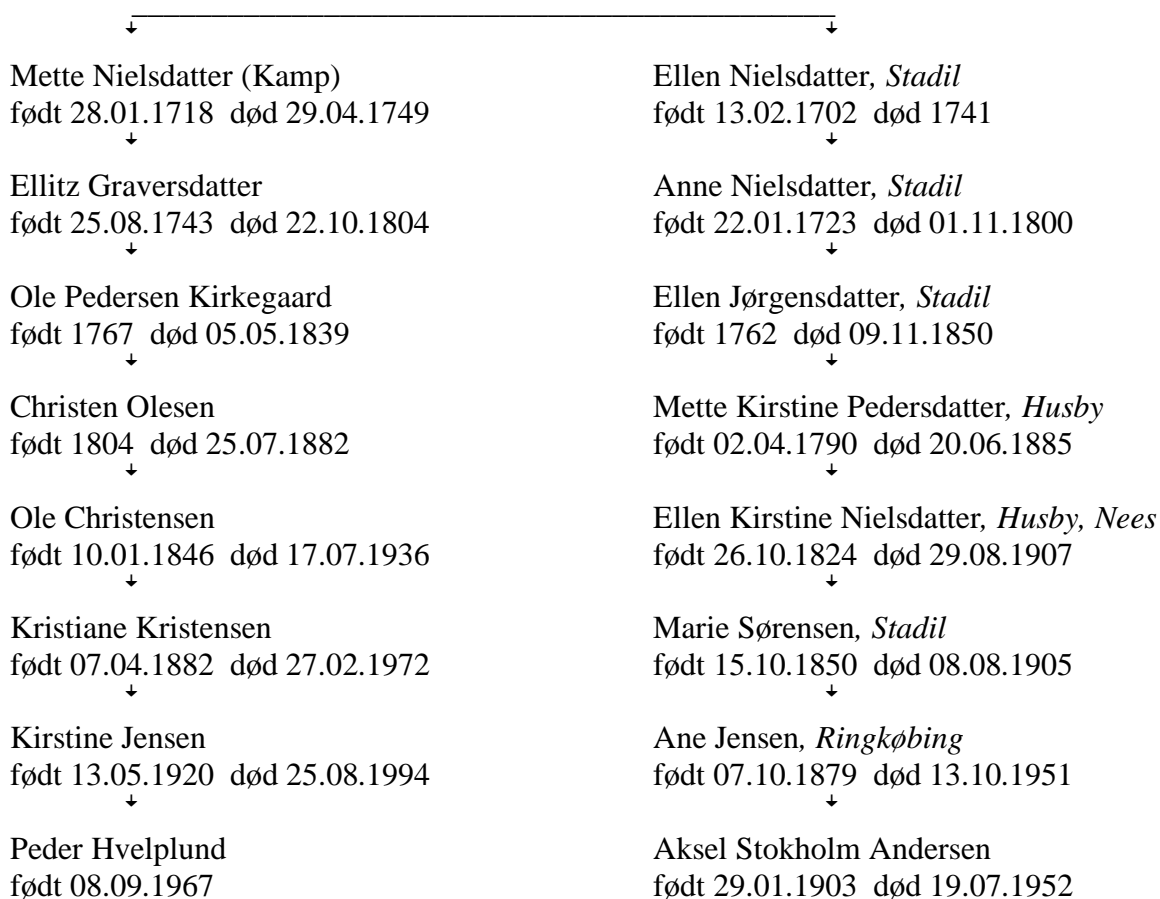 Mette Nielsdatter (Kamp)
født 28.01.1718 død 29.04.1749
Ellitz Graversdatter
født 25.08.1743 død 22.10.1804
Ole Pedersen Kirkegaard
født 1767 død 05.05.1839
Christen Olesen
født 1804 død 25.07.1882
Ole Christensen
født 10.01.1846 død 17.07.1936
Kristiane Kristensen
født 07.04.1882 død 27.02.1972
Kirstine Jensen
født 13.05.1920 død 25.08.1994
Peder Hvelplund
født 08.09.1967
Ellen Nielsdatter, Stadil
født 13.02.1702 død 1741
Anne Nielsdatter, Stadil
født 22.01.1723 død 01.11.1800
Ellen Jørgensdatter, Stadil
født 1762 død 09.11.1850
Mette Kirstine Pedersdatter, Husby
født 02.04.1790 død 20.06.1885
Ellen Kirstine Nielsdatter, Husby, Nees
født 26.10.1824 død 29.08.1907
Marie Sørensen, Stadil
født 15.10.1850 død 08.08.1905
Ane Jensen, Ringkøbing
født 07.10.1879 død 13.10.1951
Aksel Stokholm Andersen
født 29.01.1903 død 19.07.1952